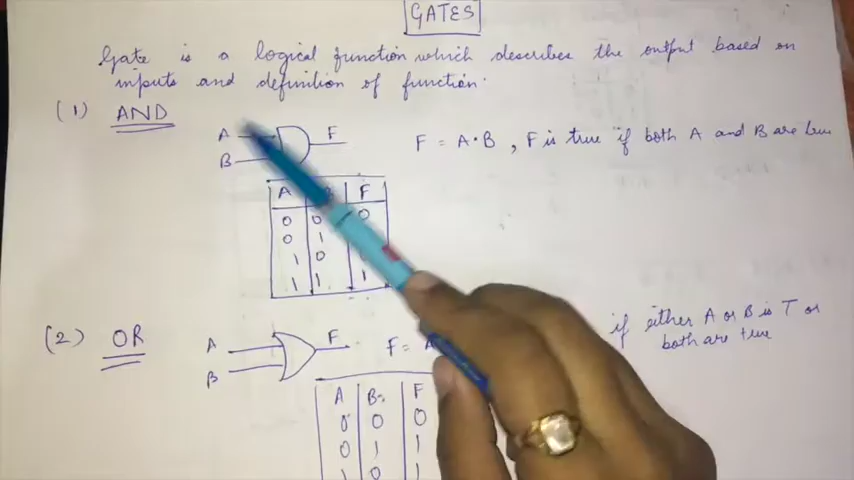 GATES
Gate is a logical function which describes the output based on
inputs and definition of function.
(1) AND
A F
B
F = A·B, F is true if both A and B are true
A B F
0 0 0
0 1
1 0
1 1 1
(2) OR
A F
B
F =
if either A or B is T or
both are true
A B F
0 0 0
0 1 1
1 0 1